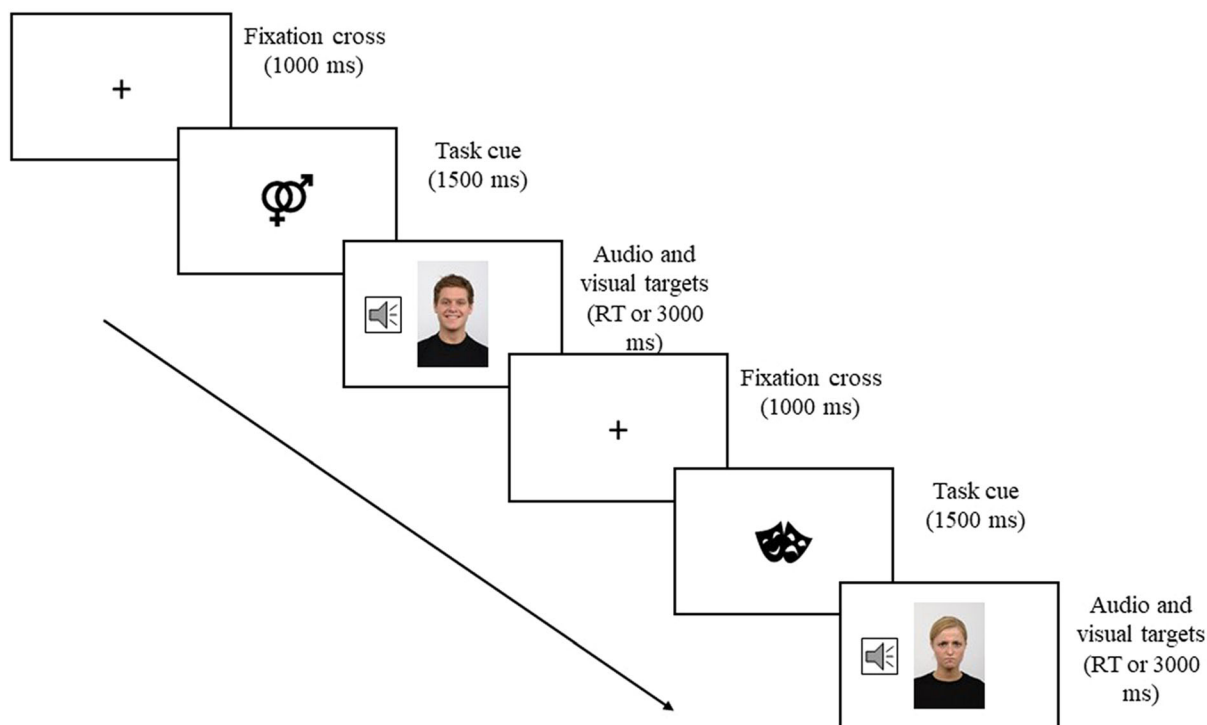 Fixation cross
(1000 ms)
Task cue
(1500 ms)
Audio and
visual targets
(RT or 3000
ms)
Fixation cross
(1000 ms)
Task cue
(1500 ms)
Audio and
visual targets
(RT or 3000
ms)